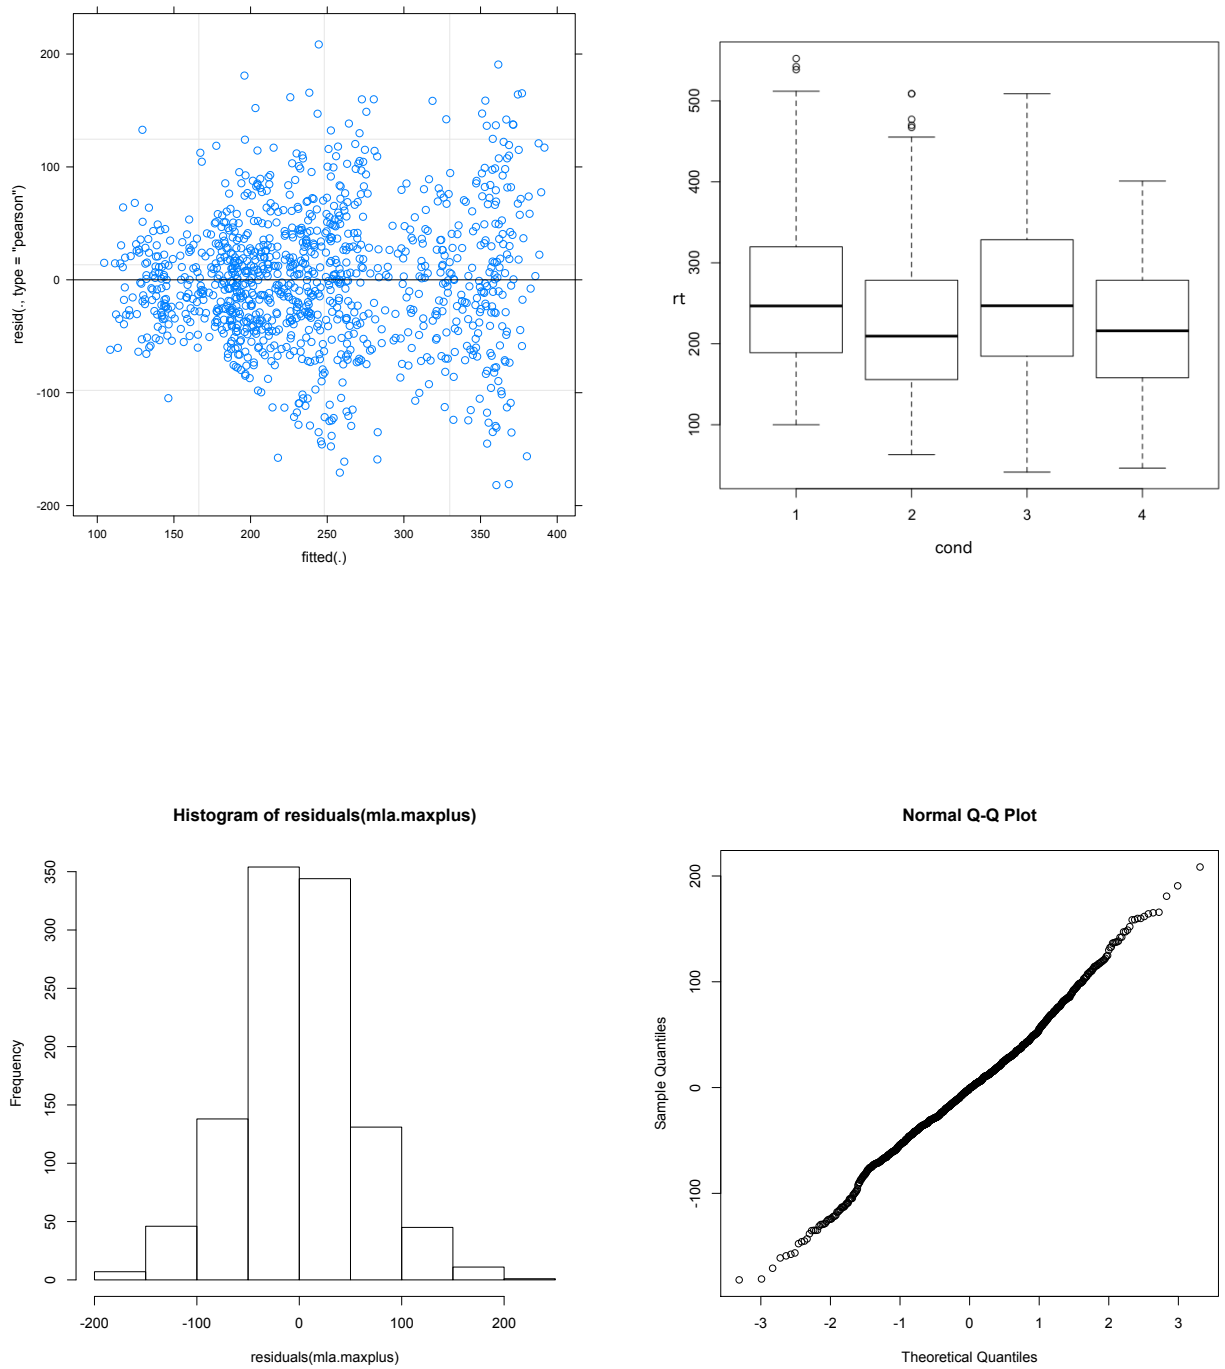 200
100
0
-100
-200
resid(., type = "pearson")
100 150 200 250 300 350 400
fitted(.)
500
400
300
200
100
rt
1 2 3 4
cond
Histogram of residuals(mla.maxplus)
350
300
250
200
150
100
50
0
Frequency
-200 -100 0 100 200
residuals(mla.maxplus)
Normal Q-Q Plot
200
100
0
-100
Sample Quantiles
-3 -2 -1 0 1 2 3
Theoretical Quantiles